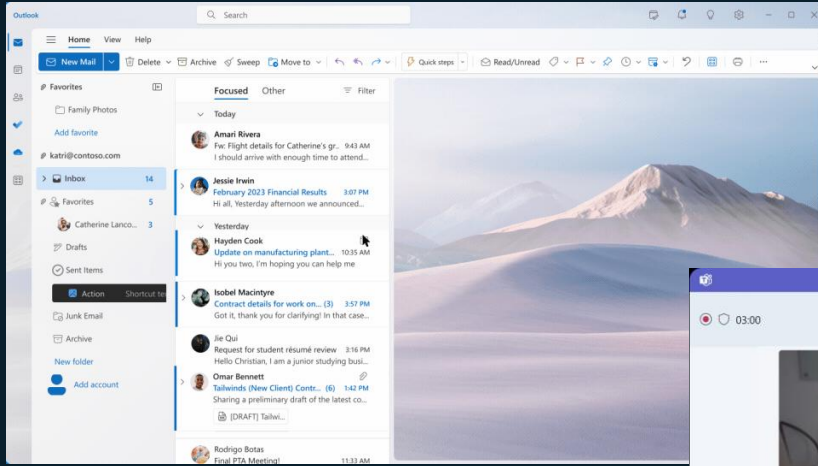 Outlook
Search
Home View Help
New Mail Delete Archive Sweep Move to Quick steps Read/Unread
Favorites
Family Photos
Add favorite
katri@contoso.com
Inbox 14
Favorites 5
Catherine Lanco... 3
Drafts
Sent Items
Action Shortcut te
Junk Email
Archive
New folder
Add account
Focused Other Filter
Today
Amari Rivera
Fw: Flight details for Catherine's gr.. 9:43 AM
I should arrive with enough time to attend...
Jessie Irwin
February 2023 Financial Results 3:07 PM
Hi all, Yesterday afternoon we announced...
Yesterday
Hayden Cook
Update on manufacturing plant... 10:35 AM
Hi you two, I'm hoping you can help me
Isobel Macintyre
Contract details for work on... (3) 3:57 PM
Got it, thank you for clarifying! In that case...
Jie Qui
Request for student résumé review 3:16 PM
Hello Christian, I am a junior studying busi...
Omar Bennett
Tailwinds (New Client) Contr... (6) 1:42 PM
Sharing a preliminary draft of the latest co...
[DRAFT] Tailwi...
Rodrigo Botas
Final PTA Meeting! 11:33 AM
03:00